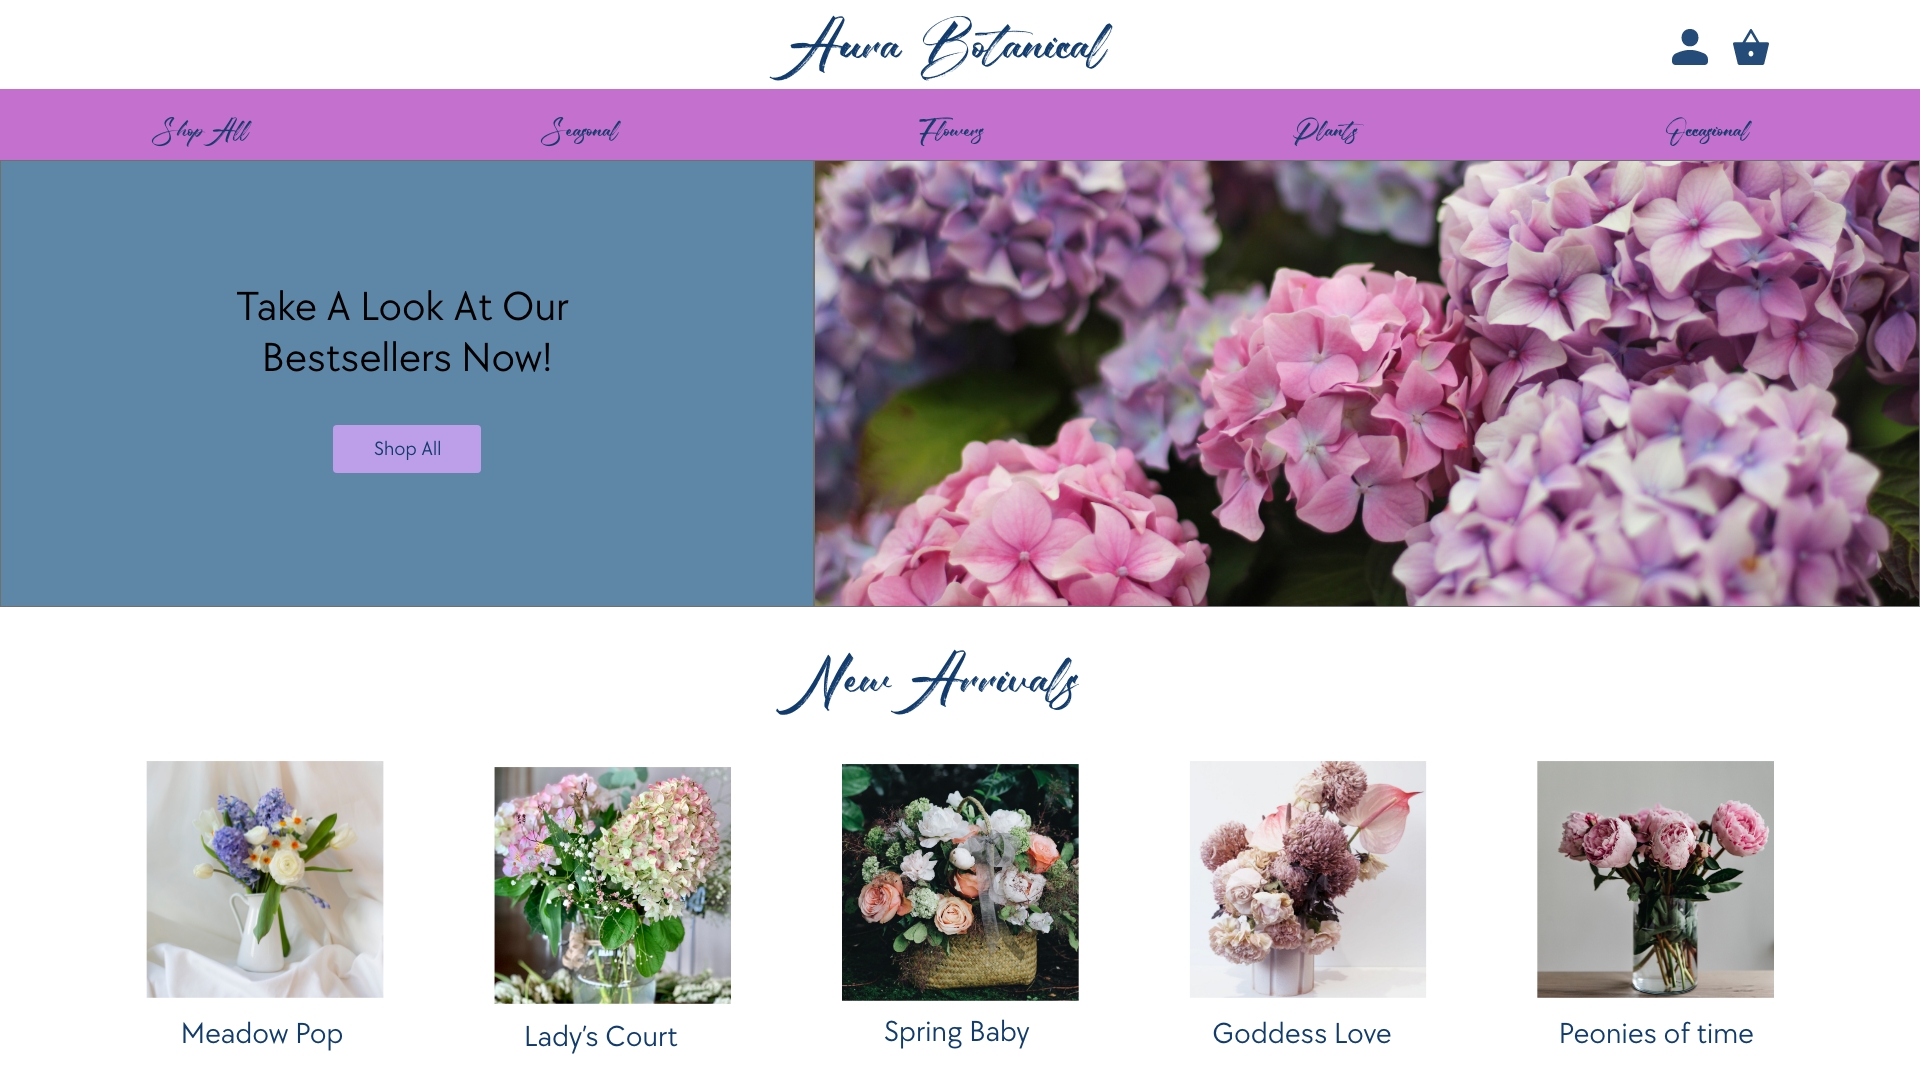 Aura Botanical
Shop All
Seasonal
Flowers
Plants
Occasional
Take A Look At Our
Bestsellers Now!
Shop All
New Arrivals
Meadow Pop
Lady's Court
Spring Baby
Goddess Love
Peonies of time